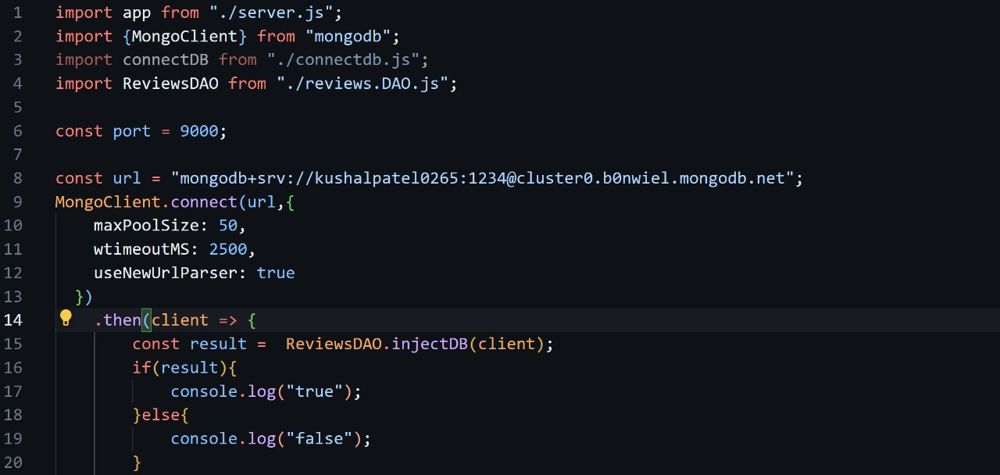 1 import app from "./server.js";
2 import {MongoClient} from "mongodb";
3 import connectDB from "./connectdb.js";
4 import ReviewsDAO from "./reviews.DAO.js";
5
6 const port = 9000;
7
8 const url = "mongodb+srv://kushalpatel0265:1234@cluster0.b0nwiel.mongodb.net";
9 MongoClient.connect(url,{
10     maxPoolSize: 50,
11     wtimeoutMS: 2500,
12     useNewUrlParser: true
13   })
14     .then(client => {
15         const result =  ReviewsDAO.injectDB(client);
16         if(result){
17             console.log("true");
18         }else{
19             console.log("false");
20         }